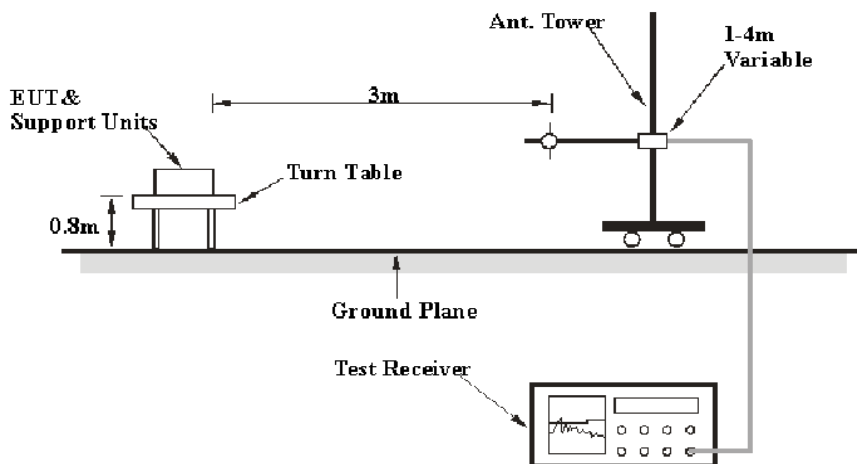 Ant. Tower
1-4m
Variable
3m
EUT&
Support Units
Turn Table
0.8m
Ground Plane
Test Receiver